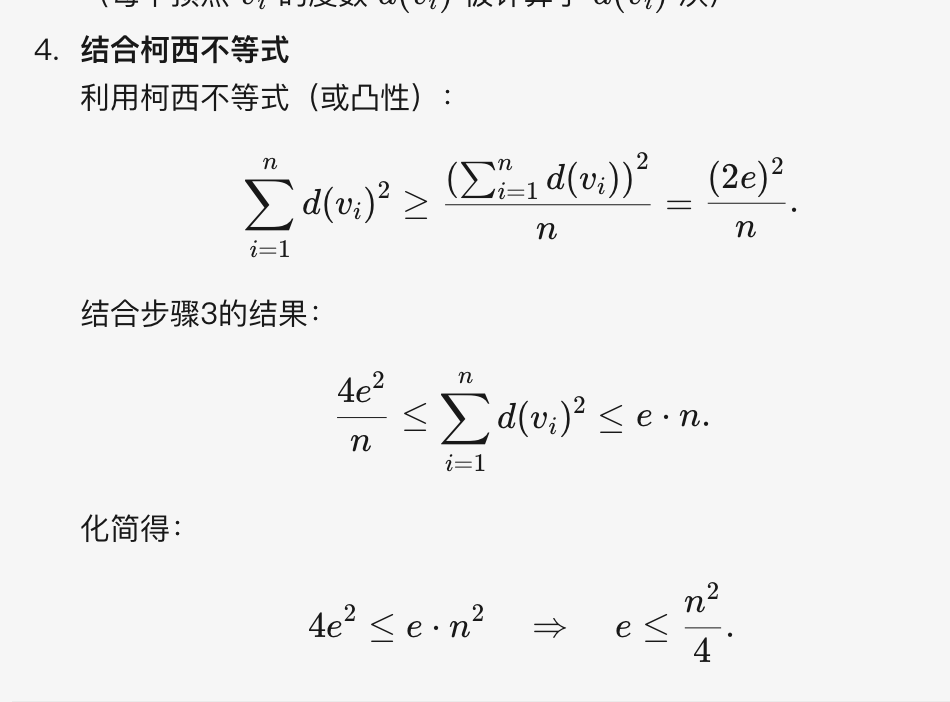 4. 结合柯西不等式
利用柯西不等式（或凸性）：
$$\sum_{i=1}^{n} d(v_i)^2 \geq \frac{(\sum_{i=1}^{n} d(v_i))^2}{n} = \frac{(2e)^2}{n}.$$
结合步骤3的结果：
$$\frac{4e^2}{n} \leq \sum_{i=1}^{n} d(v_i)^2 \leq e \cdot n.$$
化简得：
$$4e^2 \leq e \cdot n^2 \quad \Rightarrow \quad e \leq \frac{n^2}{4}.$$